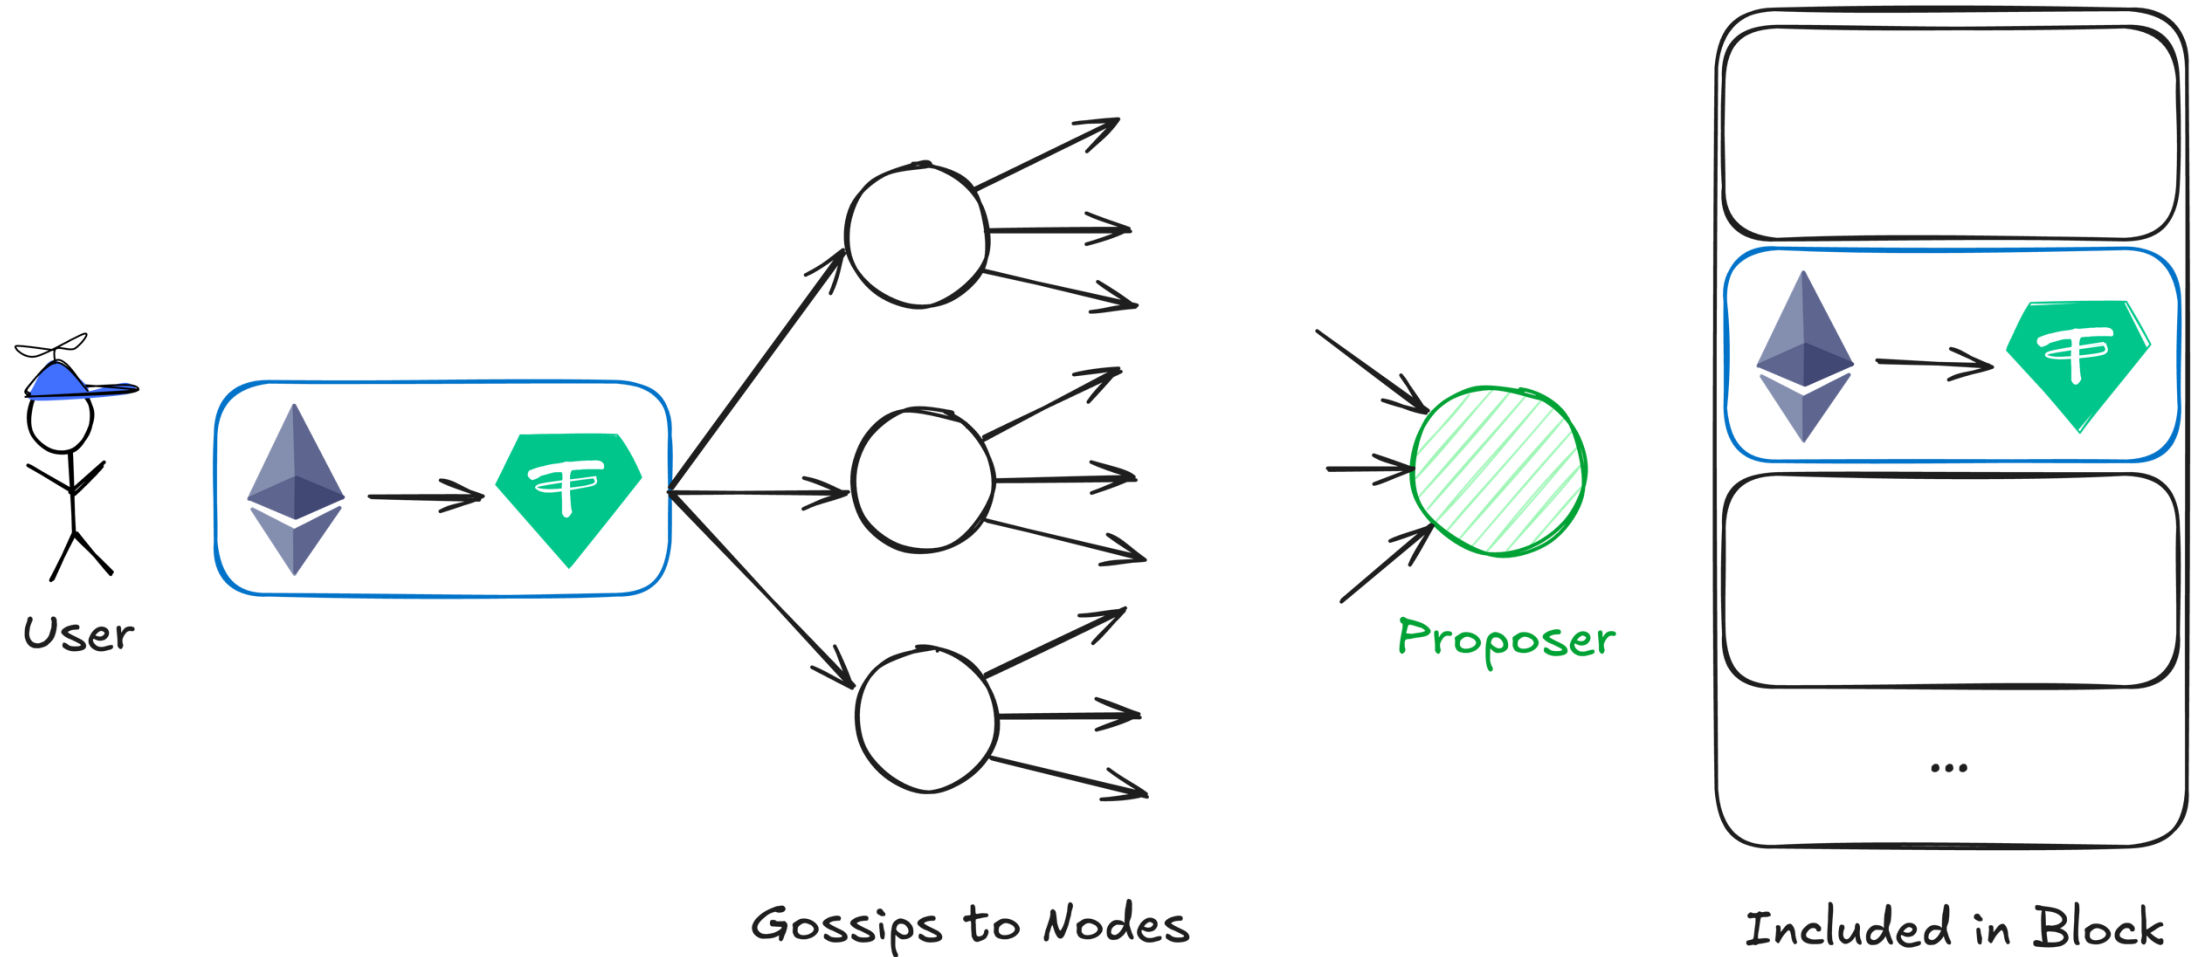 User
Proposer
...
Gossips to Nodes
Included in Block